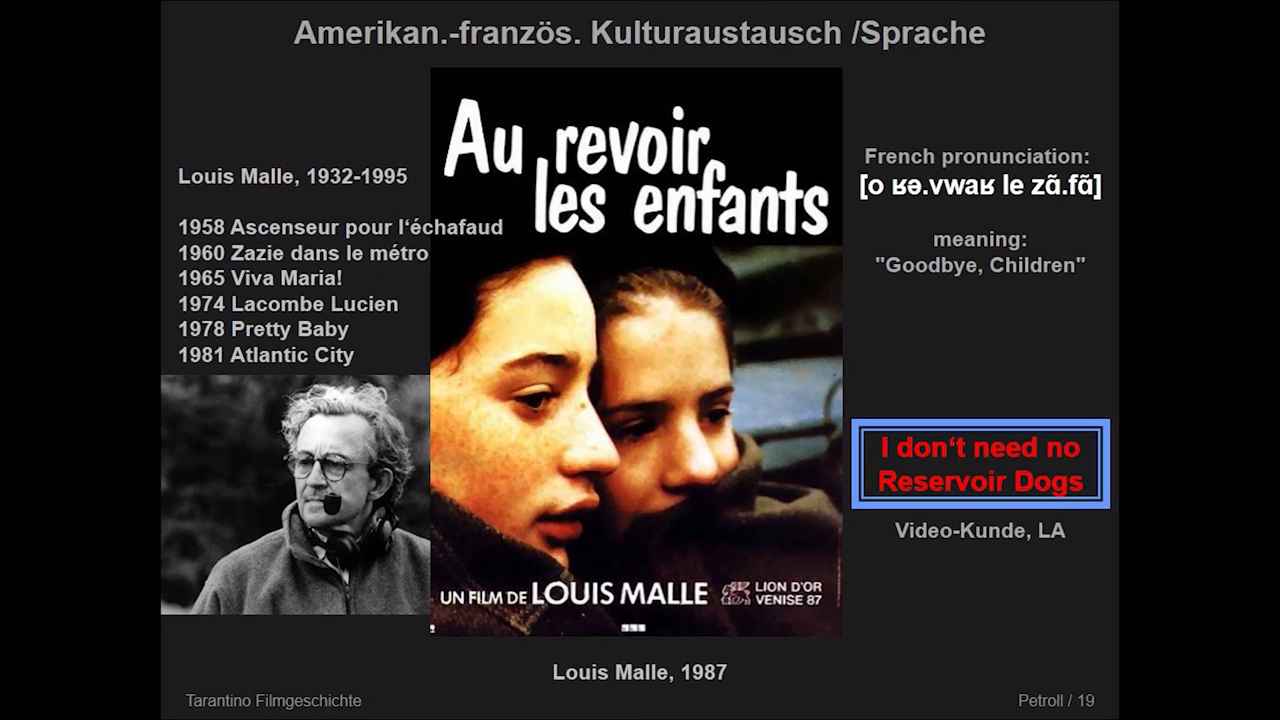 Amerikan.-französ. Kulturaustausch /Sprache
Louis Malle, 1932-1995
1958 Ascenseur pour l‘échafaud
1960 Zazie dans le métro
1965 Viva Maria!
1974 Lacombe Lucien
1978 Pretty Baby
1981 Atlantic City
Au revoir
les enfants
UN FILM DE LOUIS MALLE
LION D'OR
VENISE 87
French pronunciation:
[o ʁə.vwaʁ le zɑ̃.fɑ̃]
meaning:
"Goodbye, Children"
I don‘t need no
Reservoir Dogs
Video-Kunde, LA
Louis Malle, 1987
Tarantino Filmgeschichte
Petroll / 19